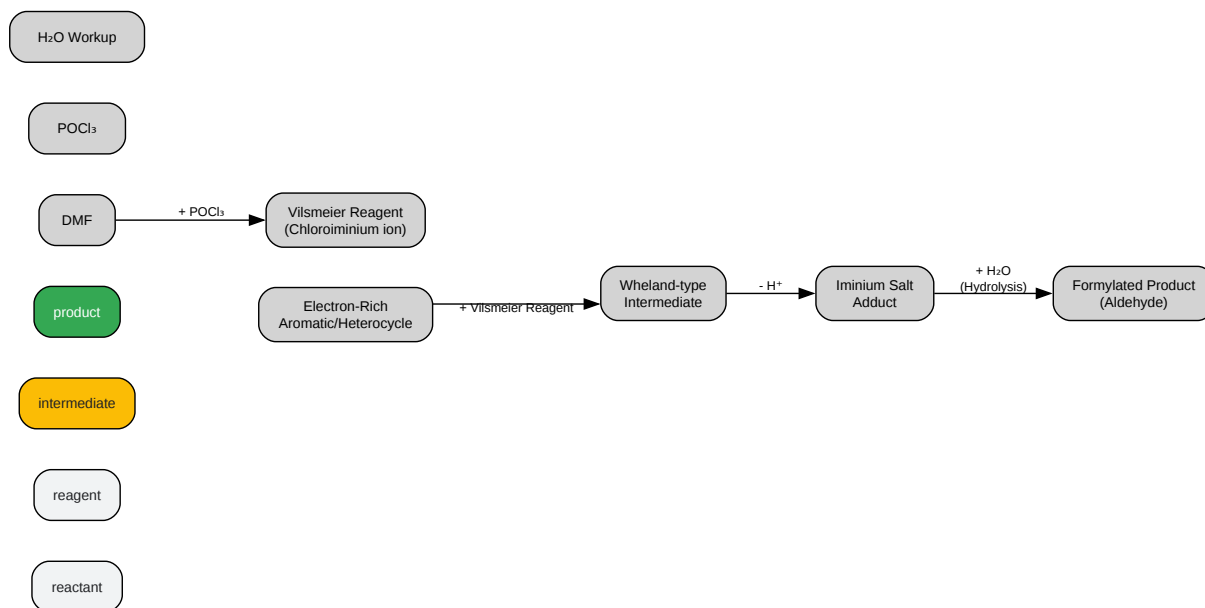 H₂O Workup
POCl₃
DMF
+ POCl₃
Vilsmeier Reagent
(Chloroiminium ion)
Electron-Rich
Aromatic/Heterocycle
+ Vilsmeier Reagent
Wheland-type
Intermediate
- H⁺
Iminium Salt
Adduct
+ H₂O
(Hydrolysis)
Formylated Product
(Aldehyde)
product
intermediate
reagent
reactant